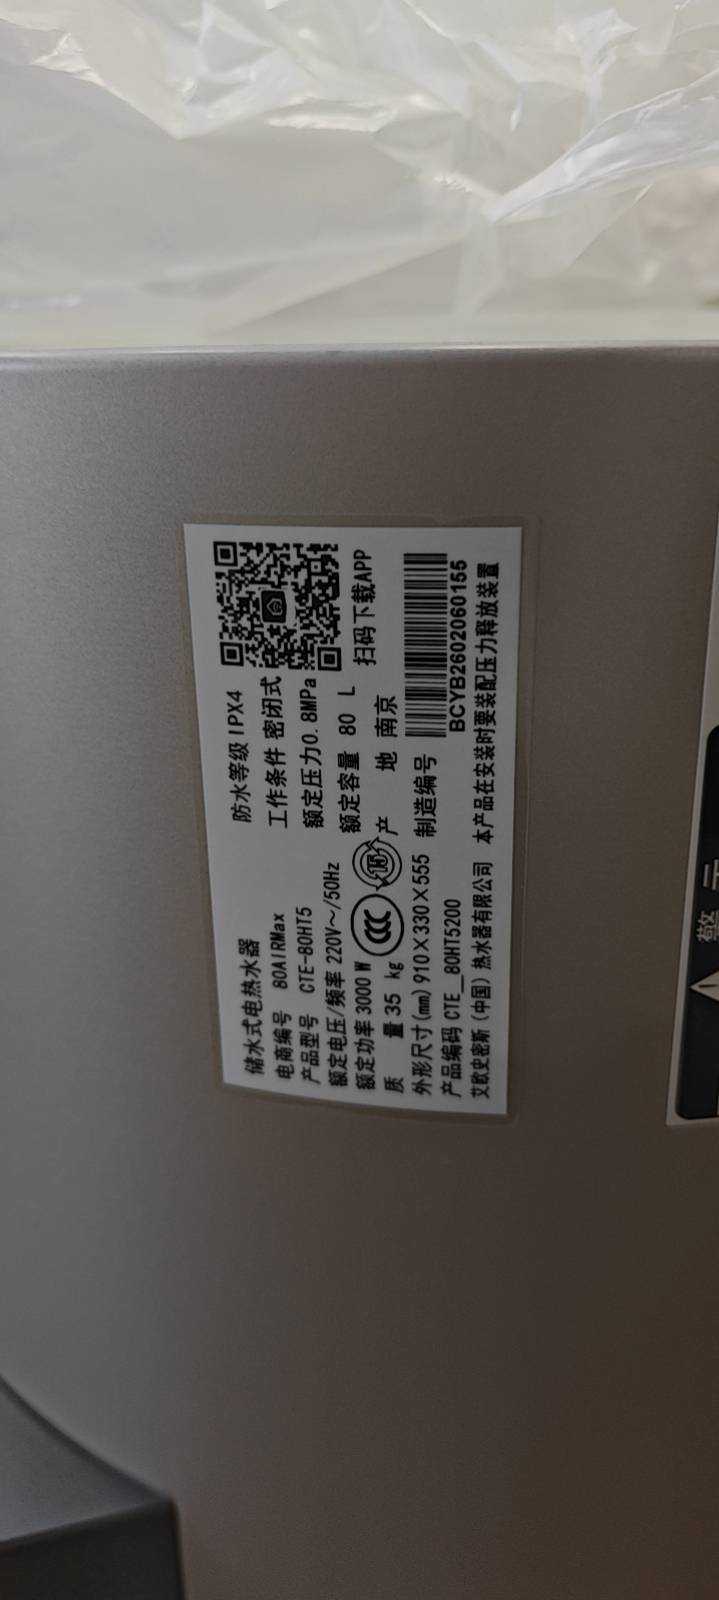 储水式电热水器
电商编号 80AIRMax
产品型号 CTE-80HT5
额定电压/频率 220V～/50Hz
额定功率 3000 W
质 量 35 kg
外形尺寸(mm) 910×330×555
产品编码 CTE__80HT5200
艾欧史密斯(中国)热水器有限公司
CCC
15
防水等级 IPX4
工作条件 密闭式
额定压力 0.8MPa
额定容量 80 L
产 地 南京
制造编号
BCYB2602060155
本产品在安装时要装配压力释放装置
扫码下载APP
警示